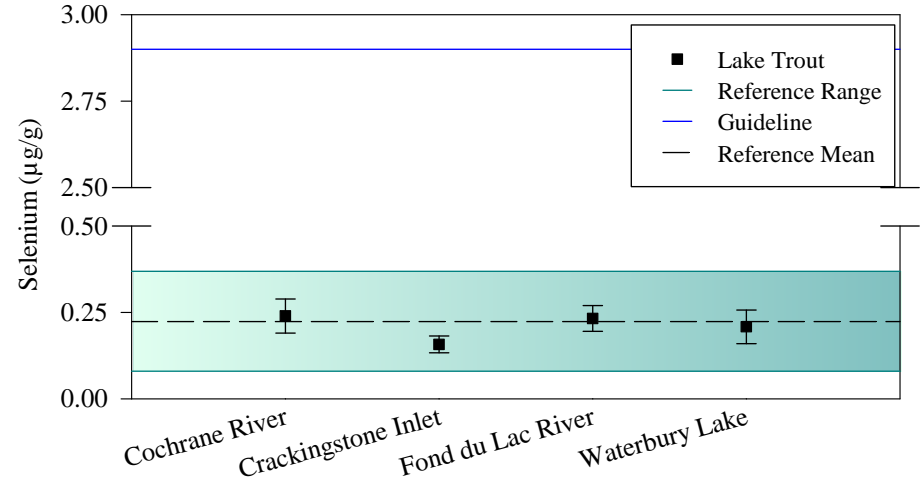 3.00
2.75
2.50
0.50
0.25
0.00
Selenium (µg/g)
Lake Trout
Reference Range
Guideline
Reference Mean
Cochrane River
Crackingstone Inlet
Fond du Lac River
Waterbury Lake